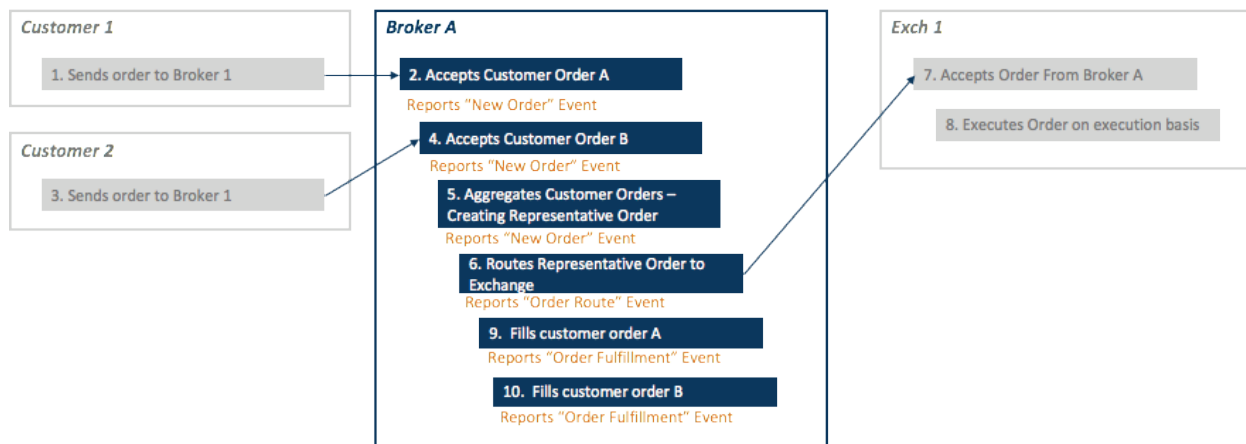 Customer 1
1. Sends order to Broker 1
Customer 2
3. Sends order to Broker 1
Broker A
2. Accepts Customer Order A
Reports “New Order” Event
4. Accepts Customer Order B
Reports “New Order” Event
5. Aggregates Customer Orders –
Creating Representative Order
Reports “New Order” Event
6. Routes Representative Order to
Exchange
Reports “Order Route” Event
9. Fills customer order A
Reports “Order Fulfillment” Event
10. Fills customer order B
Reports “Order Fulfillment” Event
Exch 1
7. Accepts Order From Broker A
8. Executes Order on execution basis